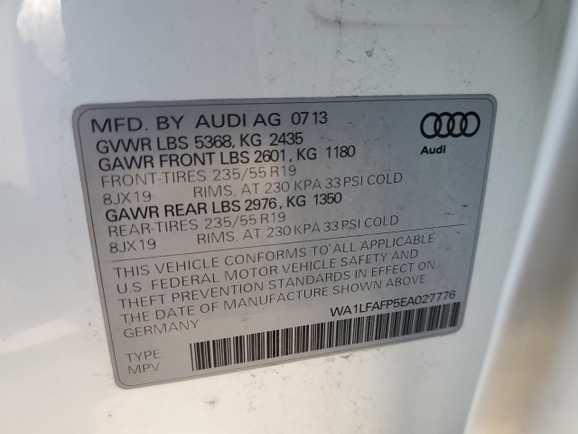 MFD. BY AUDI AG 07 13
GVWR LBS 5368, KG 2435
GAWR FRONT LBS 2601, KG 1180
FRONT-TIRES 235/55 R19
8JX19 RIMS. AT 230 KPA 33 PSI COLD
GAWR REAR LBS 2976, KG 1350
REAR-TIRES 235/55 R19
8JX19 RIMS. AT 230 KPA 33 PSI COLD
Audi
THIS VEHICLE CONFORMS TO ALL APPLICABLE
U.S. FEDERAL MOTOR VEHICLE SAFETY AND
THEFT PREVENTION STANDARDS IN EFFECT ON
THE DATE OF MANUFACTURE SHOWN ABOVE
GERMANY
WA1LFAFP5EA027776
TYPE
MPV